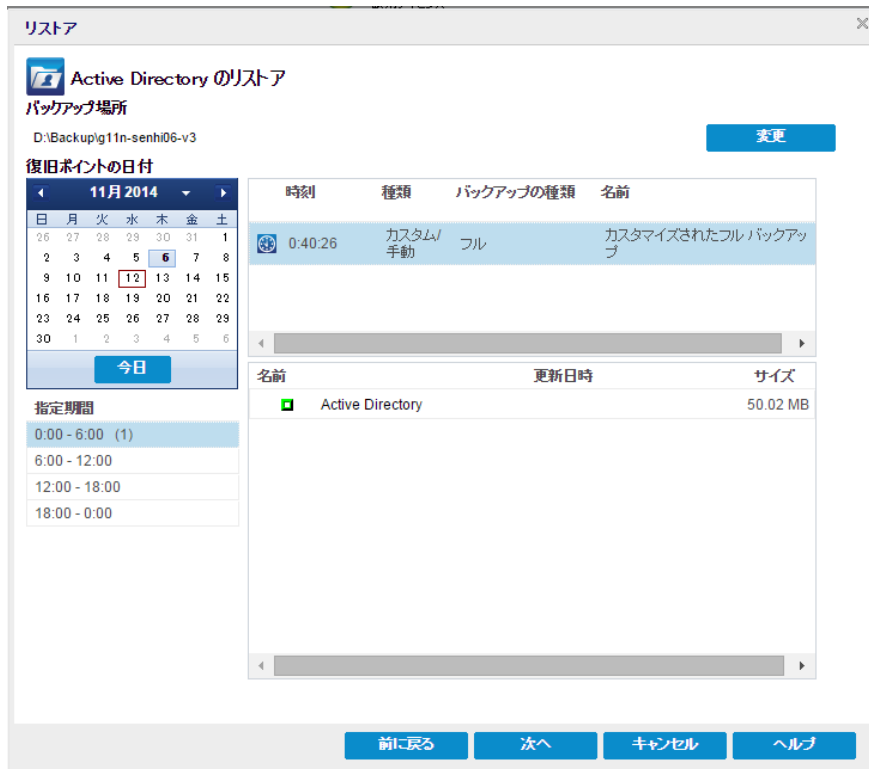 リストア
Active Directory のリストア
バックアップ場所
D:\Backup\g11n-senhi06-v3
変更
復旧ポイントの日付
11月 2014
日 月 火 水 木 金 土
26 27 28 29 30 31 1
2 3 4 5 6 7 8
9 10 11 12 13 14 15
16 17 18 19 20 21 22
23 24 25 26 27 28 29
30 1 2 3 4 5 6
今日
指定期間
0:00 - 6:00 (1)
6:00 - 12:00
12:00 - 18:00
18:00 - 0:00
時刻 種類 バックアップの種類 名前
0:40:26 カスタム/ フル カスタマイズされたフル バックアッ
手動 プ
名前 更新日時 サイズ
Active Directory 50.02 MB
前に戻る 次へ キャンセル ヘルプ